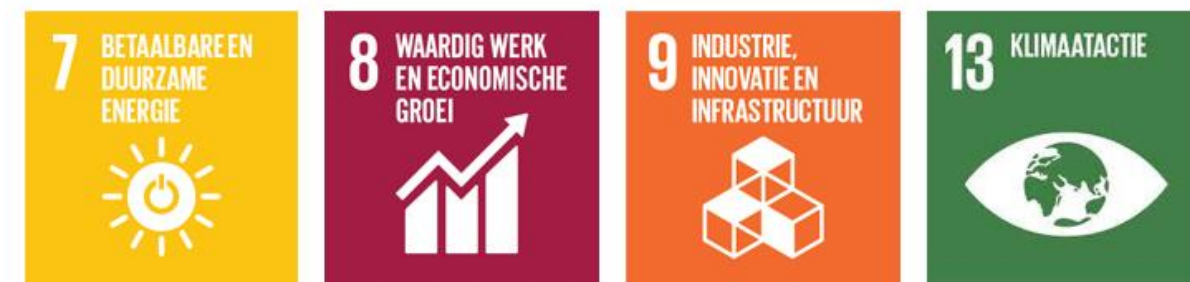 7 BETAALBARE EN
DUURZAME
ENERGIE
8 WAARDIG WERK
EN ECONOMISCHE
GROEI
9 INDUSTRIE,
INNOVATIE EN
INFRASTRUCTUUR
13 KLIMAATACTIE